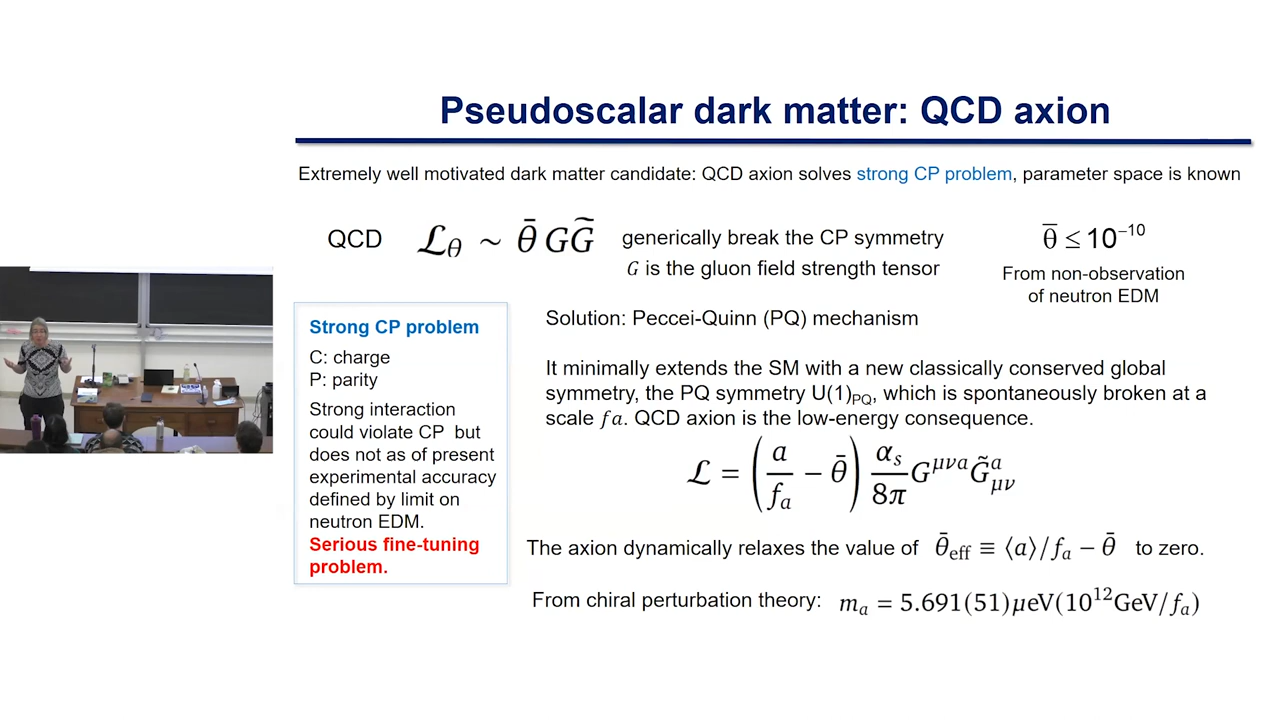 Pseudoscalar dark matter: QCD axion
Extremely well motivated dark matter candidate: QCD axion solves strong CP problem, parameter space is known
QCD ℒ_θ ~ θ̄ GG̃ generically break the CP symmetry
G is the gluon field strength tensor
θ̄ ≤ 10⁻¹⁰
From non-observation
of neutron EDM
Strong CP problem
C: charge
P: parity
Strong interaction
could violate CP but
does not as of present
experimental accuracy
defined by limit on
neutron EDM.
Serious fine-tuning
problem.
Solution: Peccei-Quinn (PQ) mechanism
It minimally extends the SM with a new classically conserved global
symmetry, the PQ symmetry U(1)_PQ, which is spontaneously broken at a
scale fa. QCD axion is the low-energy consequence.
ℒ = (a/f_a − θ̄) α_s/8π G^{μνa} G̃^a_{μν}
The axion dynamically relaxes the value of θ̄_eff ≡ ⟨a⟩/f_a − θ̄ to zero.
From chiral perturbation theory: m_a = 5.691(51)μeV(10¹²GeV/f_a)